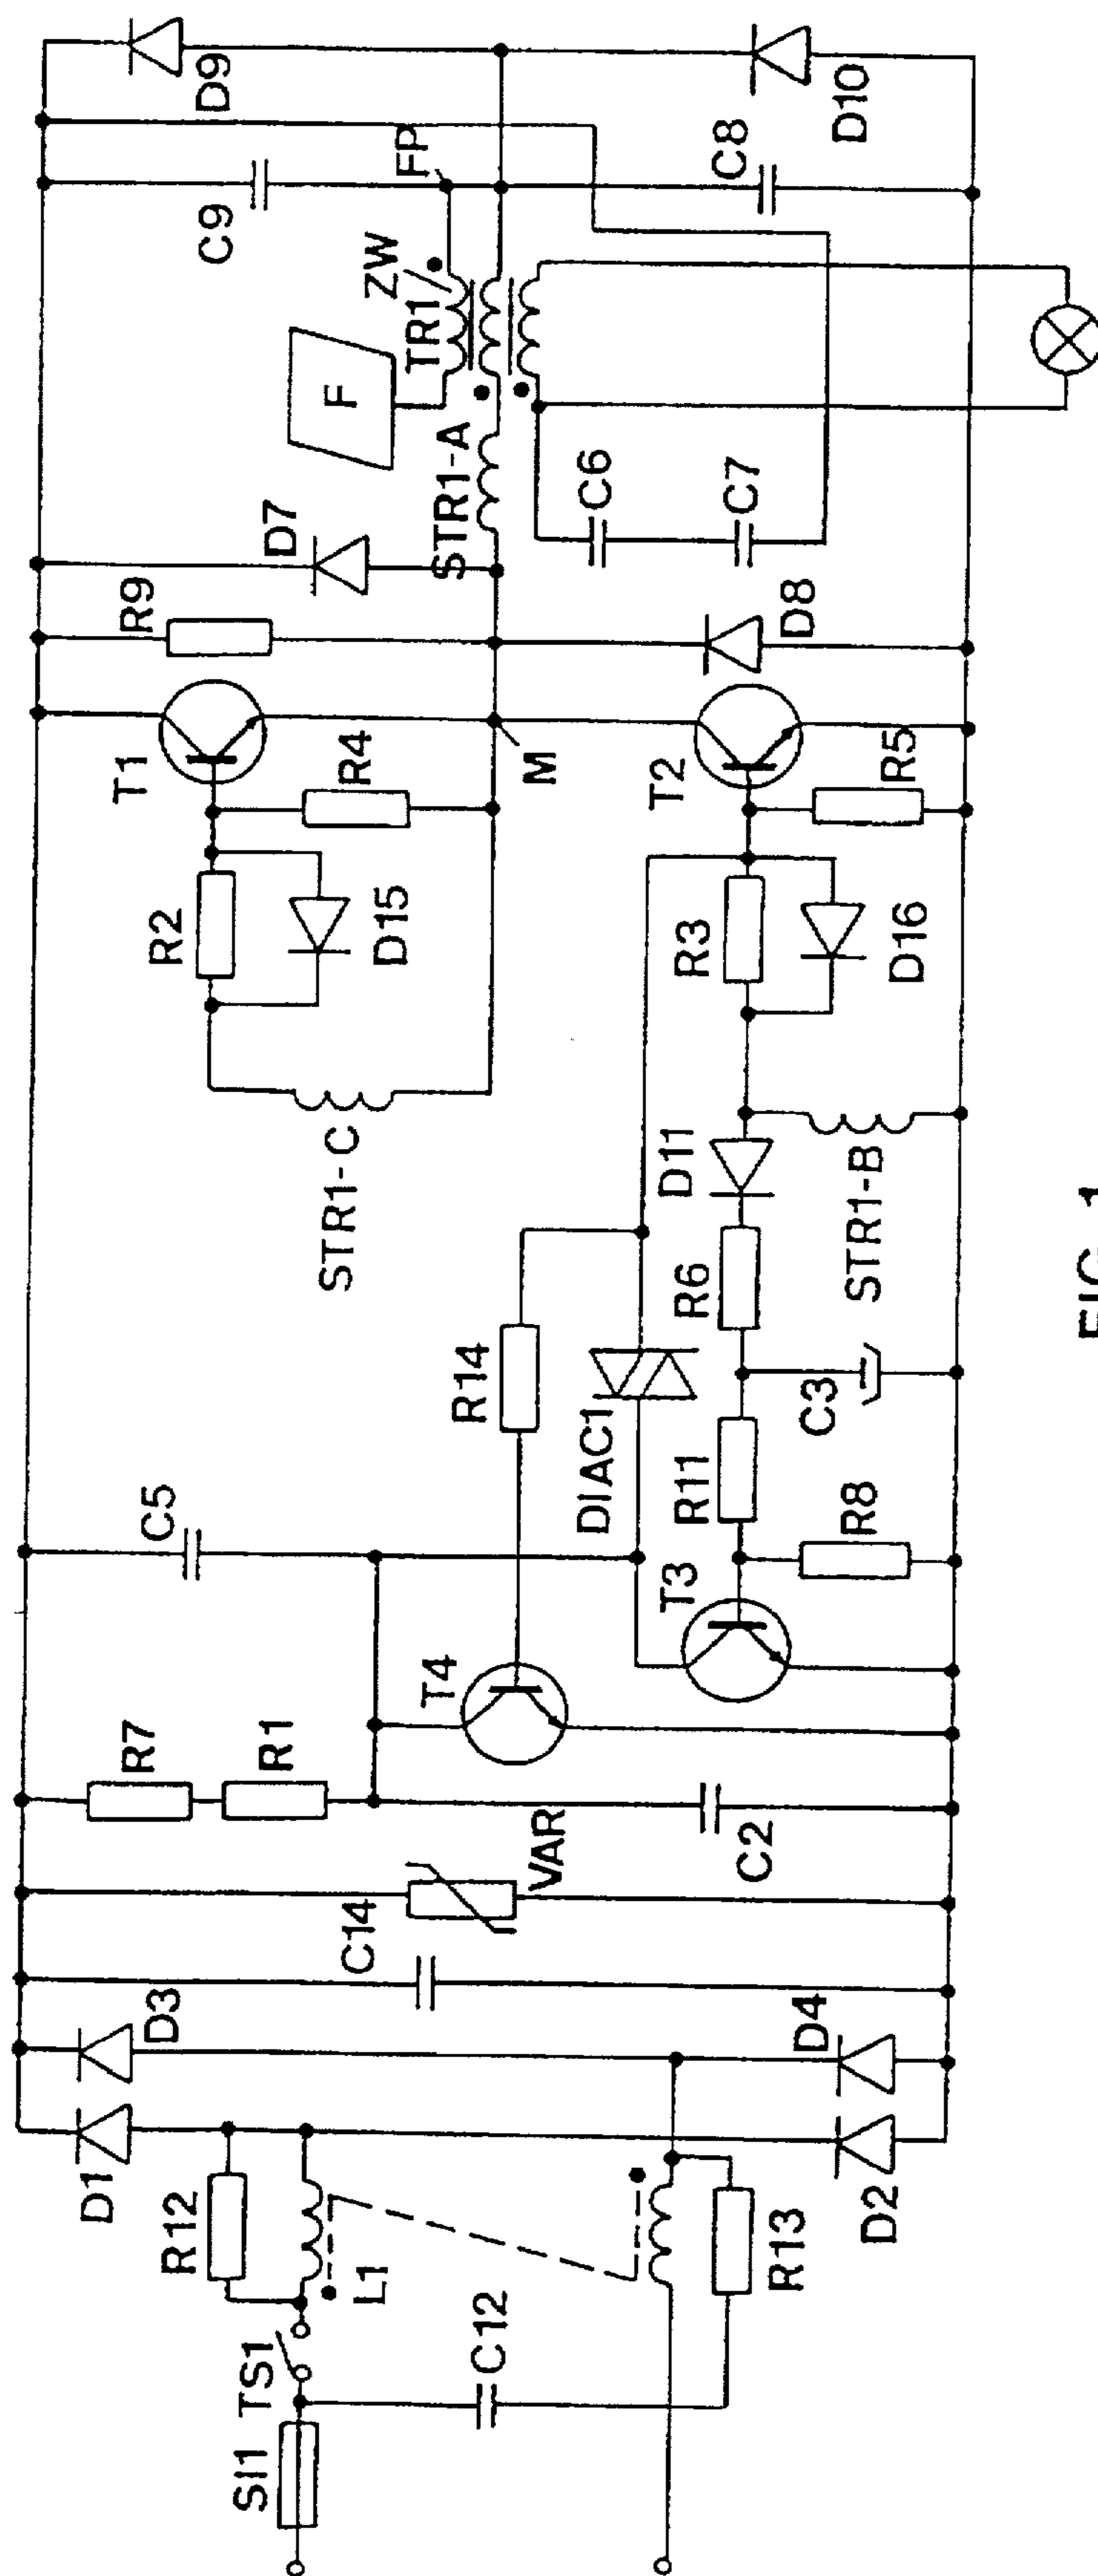 SI1
TS1
C12
R12
L1
R13
D1
D2
D3
D4
C14
VAR
R7
R1
C2
T4
C5
R14
DIAC1
T3
R11
R8
C3
R6
D11
STR1-B
STR1-C
R2
D15
R3
D16
T1
R4
M
T2
R5
R9
D7
D8
STR1-A
F
TR1
ZW
FP
C6
C7
C9
C8
D9
D10
FIG. 1